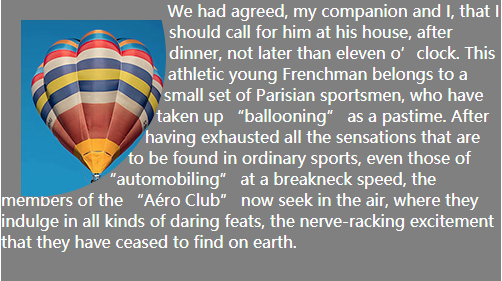 We had agreed, my companion and I, that I
should call for him at his house, after
dinner, not later than eleven o’ clock. This
athletic young Frenchman belongs to a
small set of Parisian sportsmen, who have
taken up “ballooning” as a pastime. After
having exhausted all the sensations that are
to be found in ordinary sports, even those of
“automobiling” at a breakneck speed, the
members of the “Aéro Club” now seek in the air, where they
indulge in all kinds of daring feats, the nerve-racking excitement
that they have ceased to find on earth.